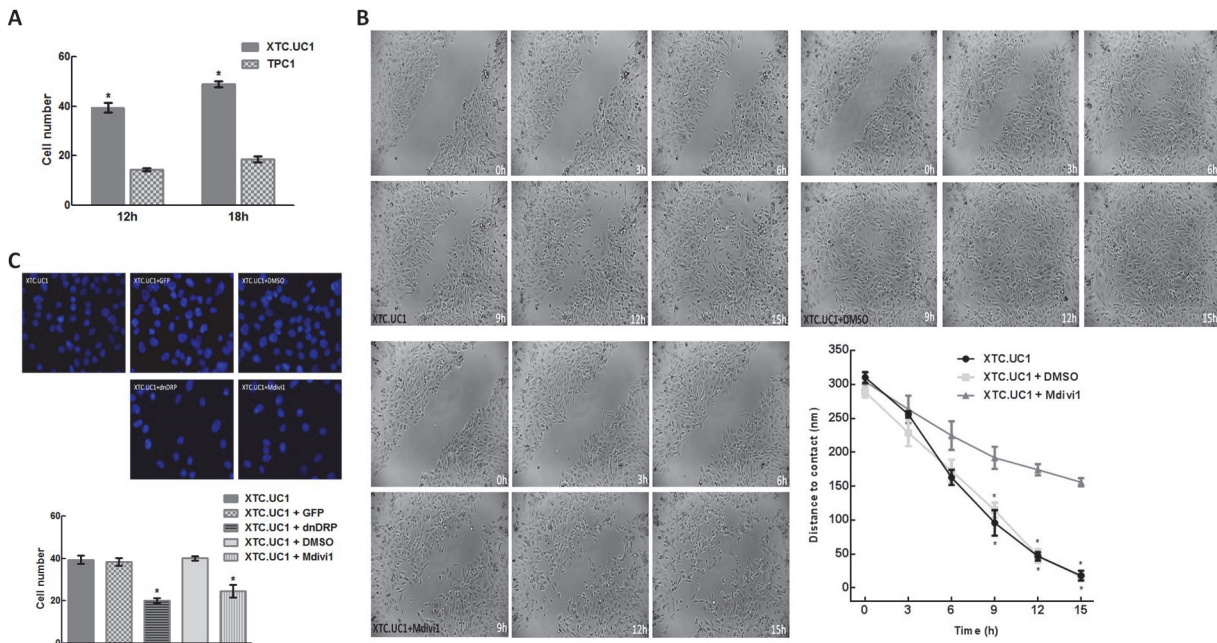 A
XTC.UC1
TPC1
Cell number
60
40
20
0
*
*
12h
18h
B
0h
3h
6h
XTC.UC1
9h
12h
15h
0h
3h
6h
XTC.UC1+DMSO
9h
12h
15h
0h
3h
6h
XTC.UC1+Mdivi1
9h
12h
15h
XTC.UC1
XTC.UC1 + DMSO
XTC.UC1 + Mdivi1
Distance to contact (nm)
350
300
250
200
150
100
50
0
*
*
*
*
*
*
0
3
6
9
12
15
Time (h)
C
XTC.UC1
XTC.UC1+GFP
XTC.UC1+DMSO
XTC.UC1+dnDRP
XTC.UC1+Mdivi1
XTC.UC1
XTC.UC1 + GFP
XTC.UC1 + dnDRP
XTC.UC1 + DMSO
XTC.UC1 + Mdivi1
Cell number
60
40
20
0
*
*